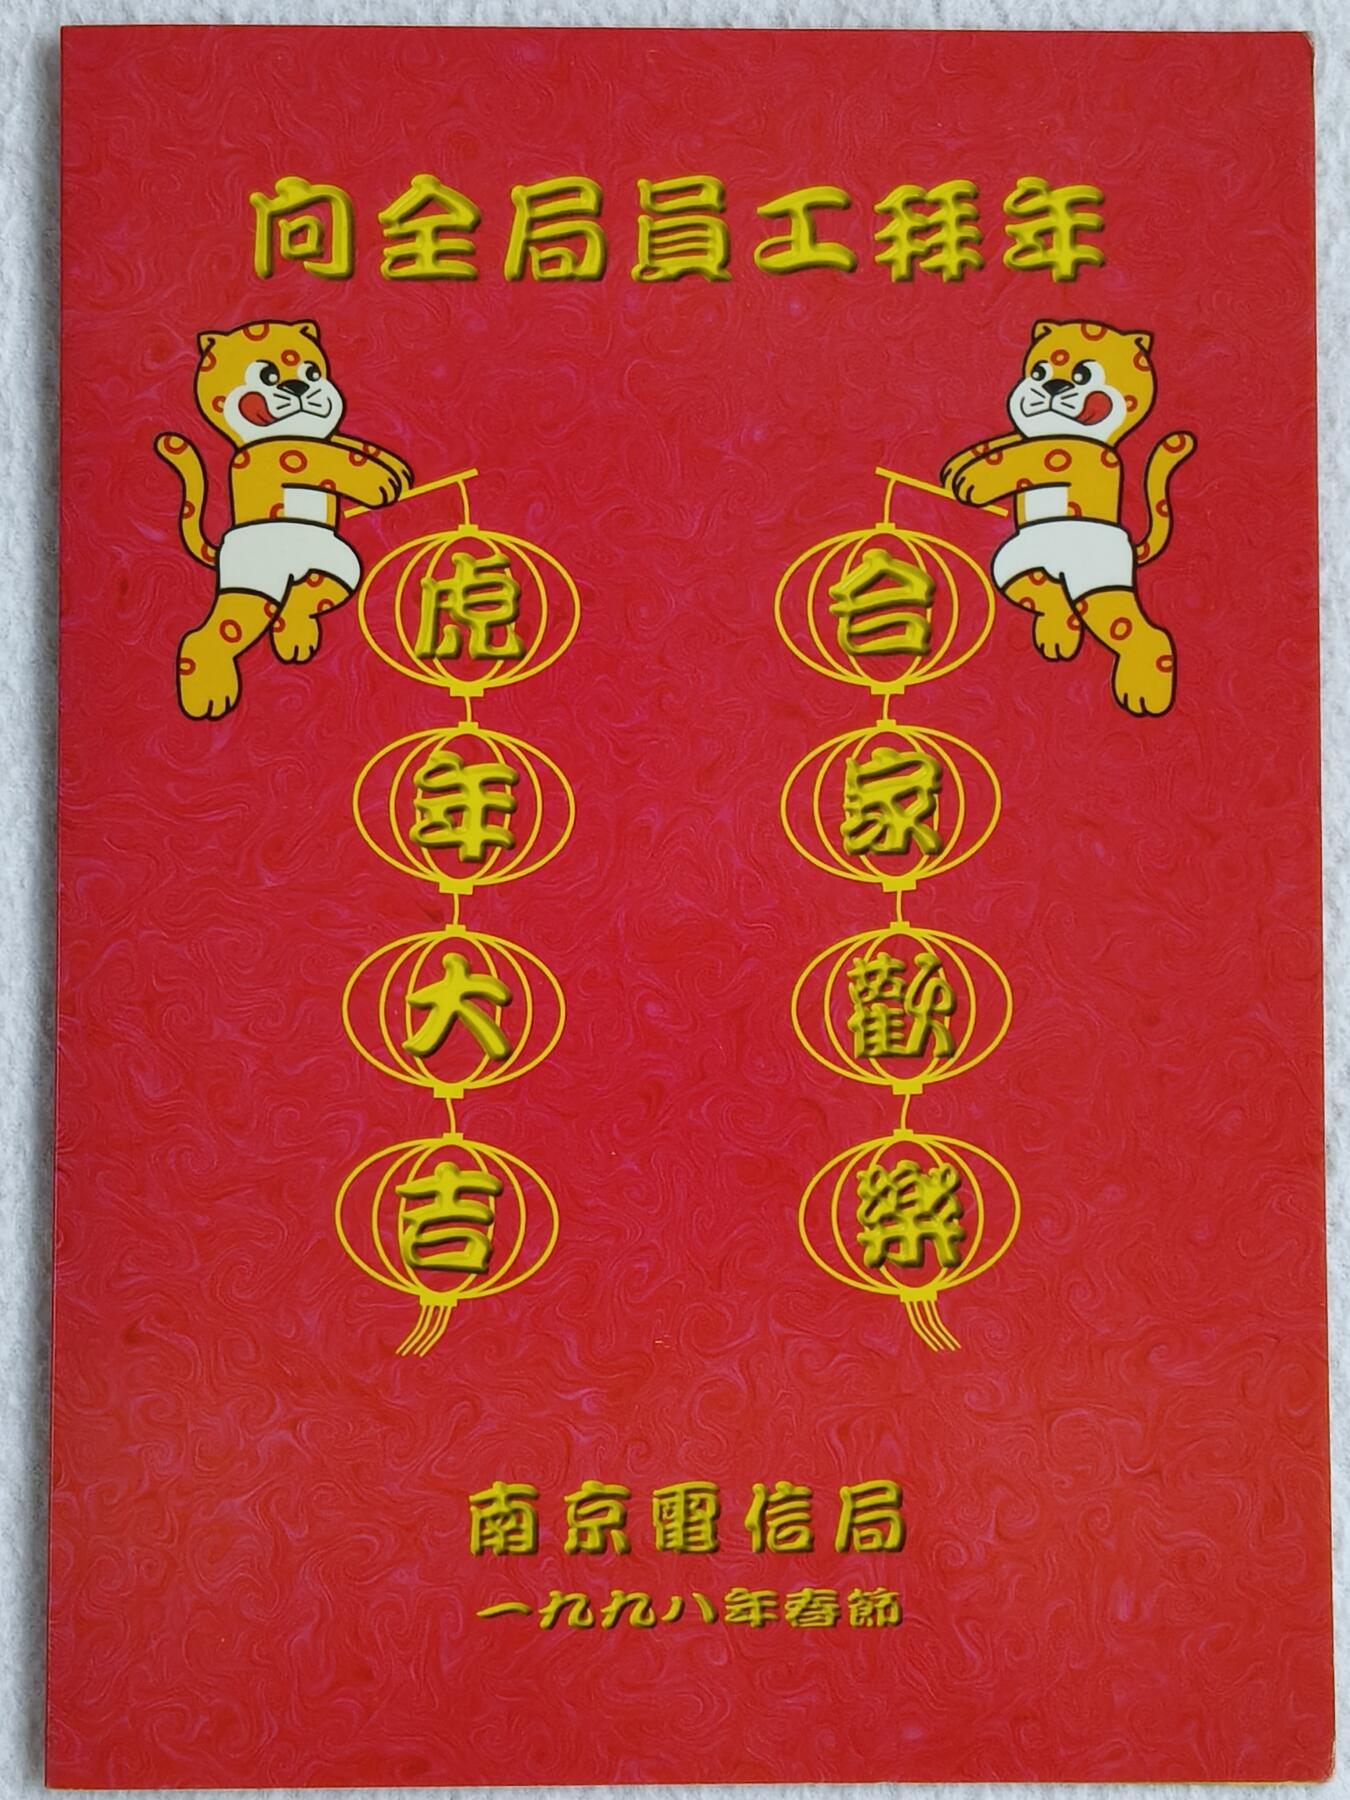 向全局員工拜年
虎年大吉
合家歡樂
南京電信局
一九九八年春節